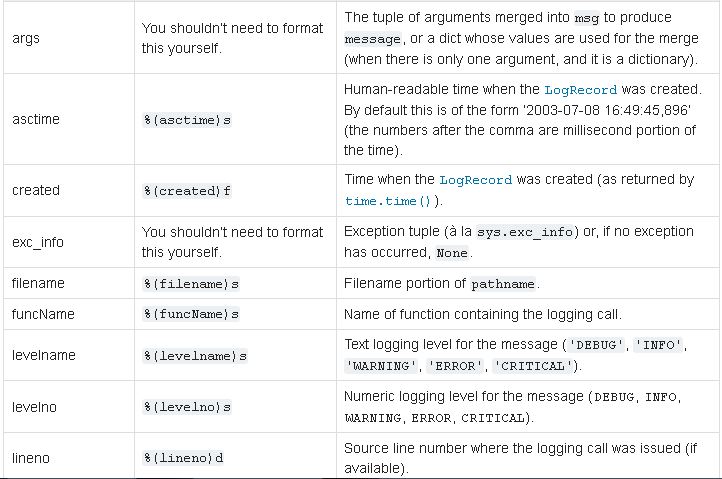 args
You shouldn't need to format
this yourself.
The tuple of arguments merged into msg to produce
message, or a dict whose values are used for the merge
(when there is only one argument, and it is a dictionary).
asctime
%(asctime)s
Human-readable time when the LogRecord was created.
By default this is of the form '2003-07-08 16:49:45,896'
(the numbers after the comma are millisecond portion of
the time).
created
%(created)f
Time when the LogRecord was created (as returned by
time.time()).
exc_info
You shouldn't need to format
this yourself.
Exception tuple (à la sys.exc_info) or, if no exception
has occurred, None.
filename
%(filename)s
Filename portion of pathname.
funcName
%(funcName)s
Name of function containing the logging call.
levelname
%(levelname)s
Text logging level for the message ('DEBUG', 'INFO',
'WARNING', 'ERROR', 'CRITICAL').
levelno
%(levelno)s
Numeric logging level for the message (DEBUG, INFO,
WARNING, ERROR, CRITICAL).
lineno
%(lineno)d
Source line number where the logging call was issued (if
available).